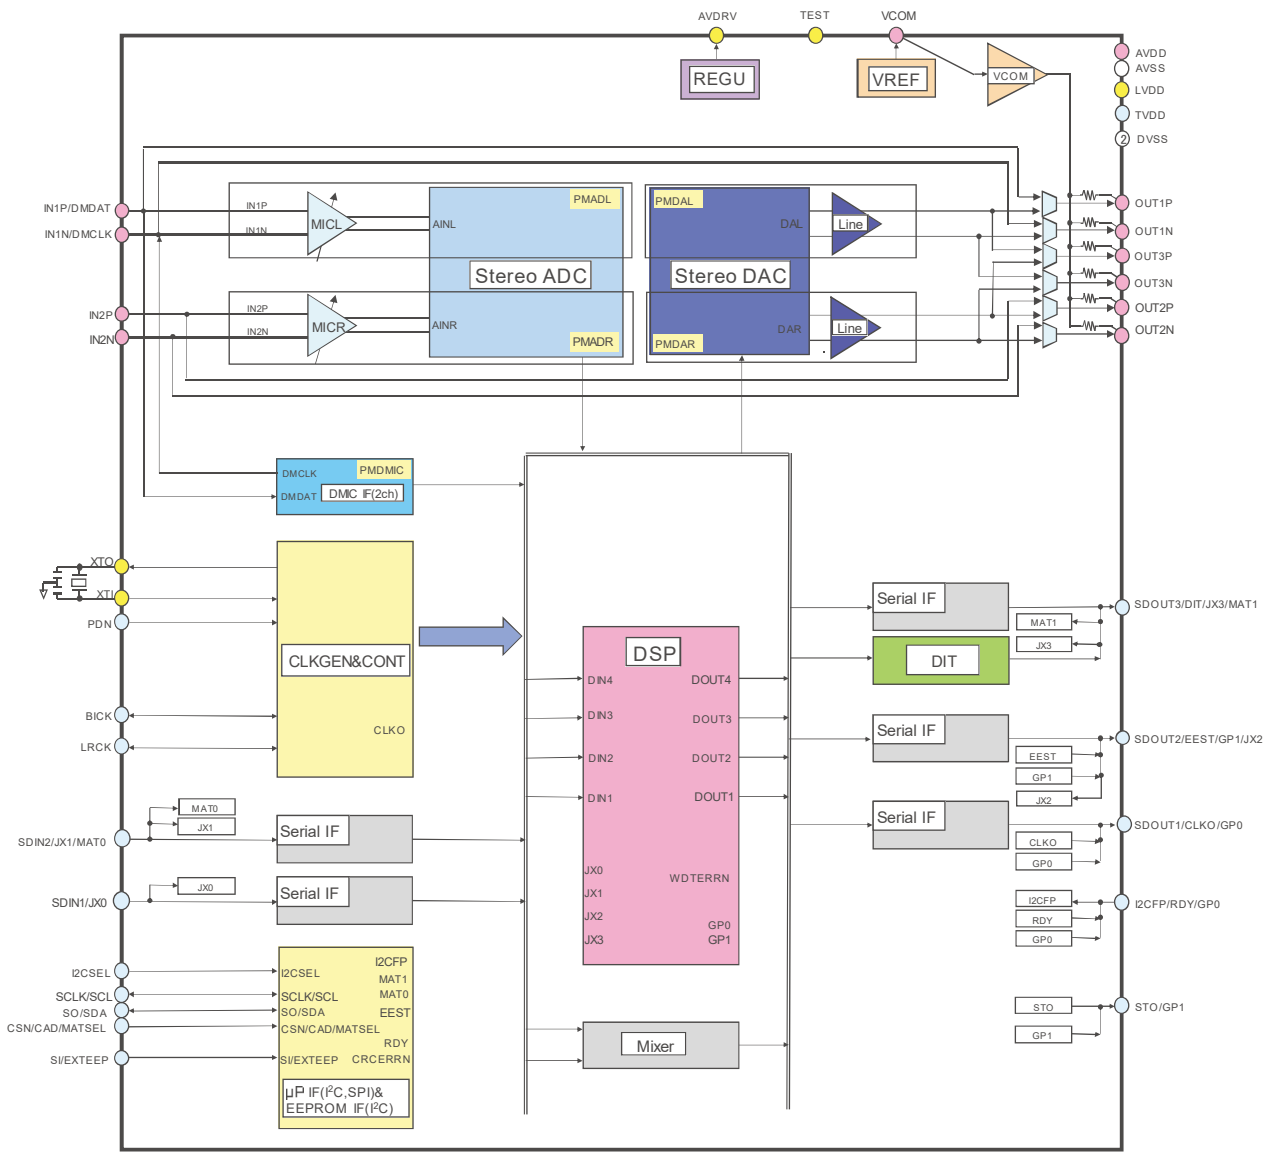 AVDRV
TEST
VCOM
REGU
VREF
VCOM
AVDD
AVSS
LVDD
TVDD
2
DVSS
IN1P/DMDAT
IN1N/DMCLK
IN2P
IN2N
IN1P
IN1N
MICL
AINL
PMADL
Stereo ADC
IN2P
IN2N
MICR
AINR
PMADR
PMDAL
DAL
Line
Stereo DAC
DAR
Line
PMDAR
OUT1P
OUT1N
OUT3P
OUT3N
OUT2P
OUT2N
DMCLK
PMDMIC
DMDAT
DMIC IF(2ch)
XTO
XTI
PDN
BICK
LRCK
CLKGEN&CONT
CLKO
MAT0
JX1
SDIN2/JX1/MAT0
Serial IF
JX0
SDIN1/JX0
Serial IF
I2CSEL
SCLK/SCL
SO/SDA
CSN/CAD/MATSEL
SI/EXTEEP
I2CFP
I2CSEL
MAT1
SCLK/SCL
MAT0
SO/SDA
EEST
CSN/CAD/MATSEL
RDY
SI/EXTEEP
CRCERRN
μP IF(I²C,SPI)&
EEPROM IF(I²C)
DSP
DIN4
DOUT4
DIN3
DOUT3
DIN2
DOUT2
DIN1
DOUT1
JX0
WDTERRN
JX1
JX2
GP0
JX3
GP1
Mixer
Serial IF
MAT1
JX3
DIT
SDOUT3/DIT/JX3/MAT1
Serial IF
EEST
GP1
JX2
SDOUT2/EEST/GP1/JX2
Serial IF
CLKO
GP0
SDOUT1/CLKO/GP0
I2CFP
RDY
GP0
I2CFP/RDY/GP0
STO
GP1
STO/GP1